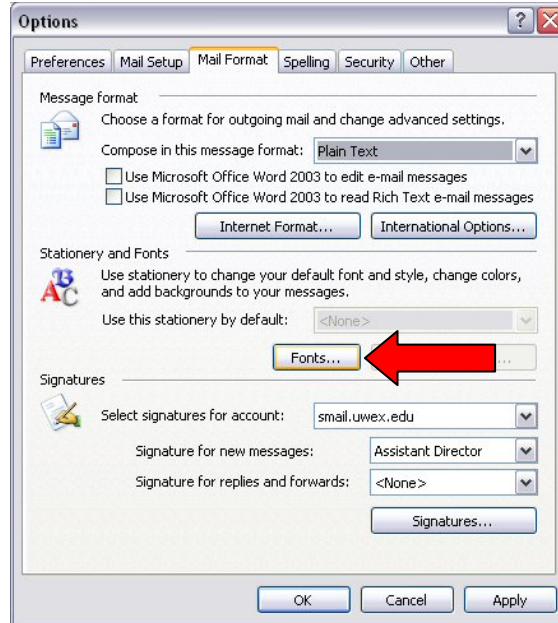 Options
Preferences Mail Setup Mail Format Spelling Security Other
Message format
Choose a format for outgoing mail and change advanced settings.
Compose in this message format: Plain Text
Use Microsoft Office Word 2003 to edit e-mail messages
Use Microsoft Office Word 2003 to read Rich Text e-mail messages
Internet Format... International Options...
Stationery and Fonts
Use stationery to change your default font and style, change colors,
and add backgrounds to your messages.
Use this stationery by default: <None>
Fonts...
Signatures
Select signatures for account: smail.uwex.edu
Signature for new messages: Assistant Director
Signature for replies and forwards: <None>
Signatures...
OK Cancel Apply